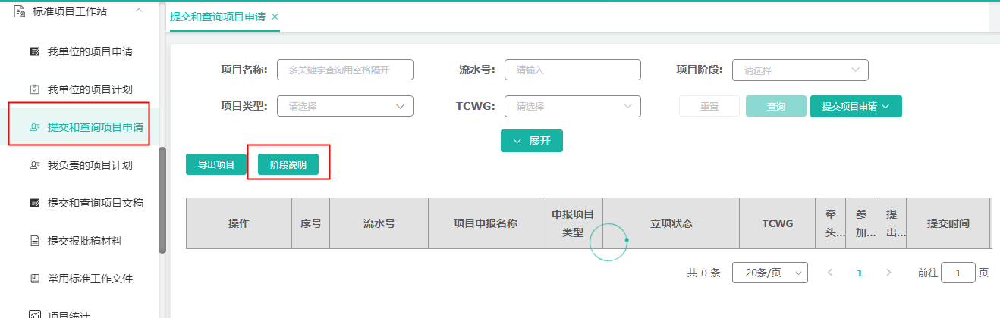 标准项目工作站
我单位的项目申请
我单位的项目计划
提交和查询项目申请
我负责的项目计划
提交和查询项目文稿
提交报批稿材料
常用标准工作文件
项目统计
提交和查询项目申请 ×
项目名称: 多关键字查询用空格隔开 流水号: 请输入 项目阶段: 请选择
项目类型: 请选择 TCWG: 请选择 重置 查询 提交项目申请
展开
导出项目 阶段说明
操作 序号 流水号 项目申报名称 申报项目类型 立项状态 TCWG 牵头... 参加... 提出... 提交时间
共 0 条 20条/页 < 1 > 前往 1 页